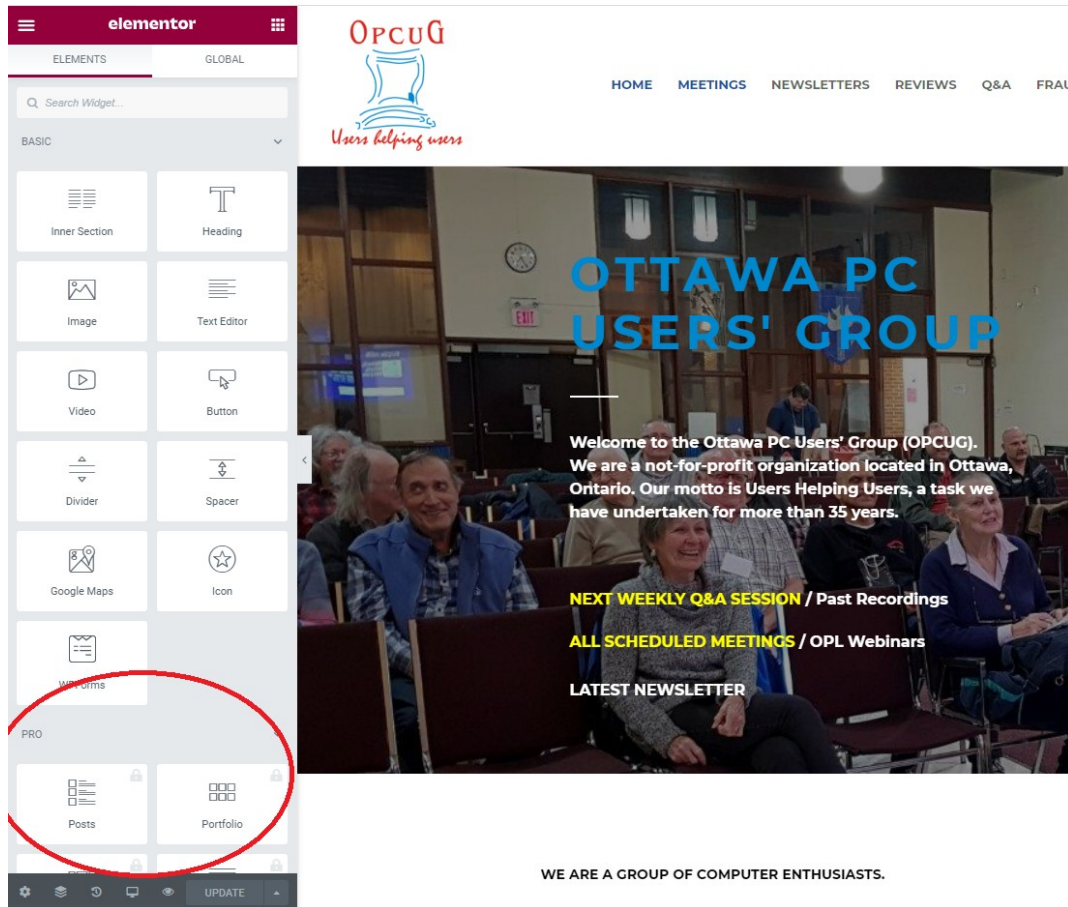 elementor
ELEMENTS
GLOBAL
Search Widget...
BASIC
Inner Section
Heading
Image
Text Editor
Video
Button
Divider
Spacer
Google Maps
Icon
WPForms
PRO
Posts
Portfolio
UPDATE
OPCUG
Users helping users
HOME MEETINGS NEWSLETTERS REVIEWS Q&A FRAU
EXIT
OTTAWA PC
USERS' GROUP
Welcome to the Ottawa PC Users' Group (OPCUG).
We are a not-for-profit organization located in Ottawa,
Ontario. Our motto is Users Helping Users, a task we
have undertaken for more than 35 years.
NEXT WEEKLY Q&A SESSION / Past Recordings
ALL SCHEDULED MEETINGS / OPL Webinars
LATEST NEWSLETTER
WE ARE A GROUP OF COMPUTER ENTHUSIASTS.